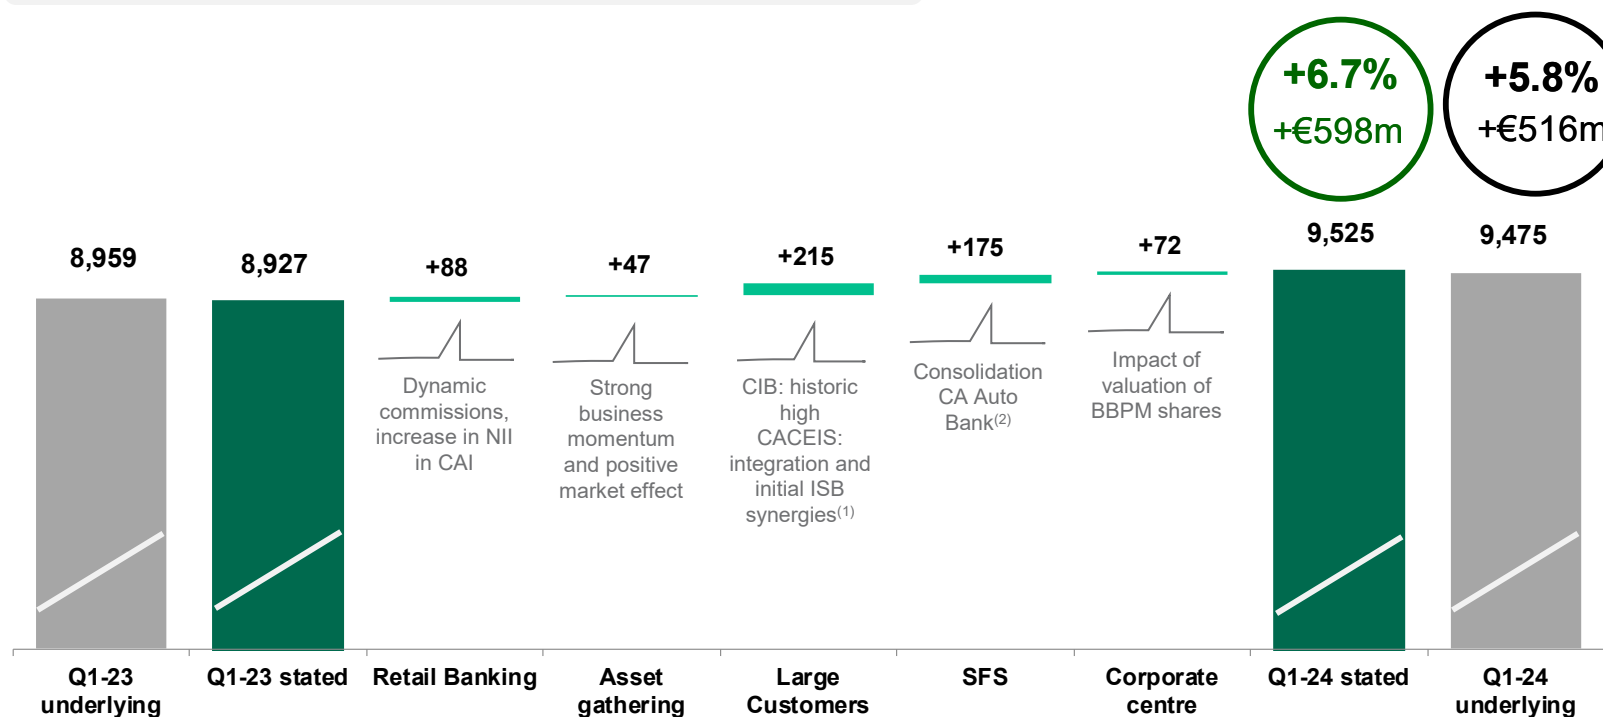 +6.7%
+€598m
+5.8%
+€516m
8,959
8,927
+88
+47
+215
+175
+72
9,525
9,475
Dynamic
commissions,
increase in NII
in CAI
Strong
business
momentum
and positive
market effect
CIB: historic
high
CACEIS:
integration and
initial ISB
synergies(1)
Consolidation
CA Auto
Bank(2)
Impact of
valuation of
BBPM shares
Q1-23
underlying
Q1-23 stated
Retail Banking
Asset
gathering
Large
Customers
SFS
Corporate
centre
Q1-24 stated
Q1-24
underlying